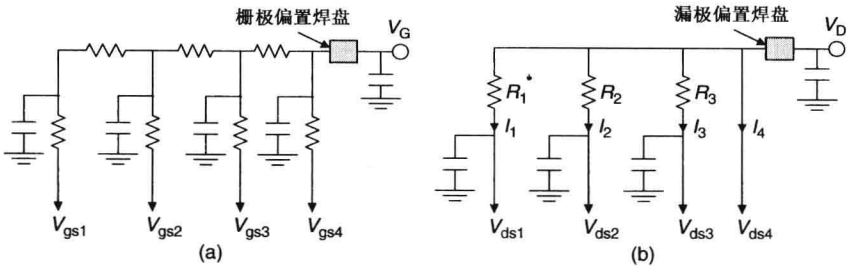 栅极偏置焊盘
V_G
V_gs1
V_gs2
V_gs3
V_gs4
(a)
漏极偏置焊盘
V_D
R_1
R_2
R_3
I_1
I_2
I_3
I_4
V_ds1
V_ds2
V_ds3
V_ds4
(b)